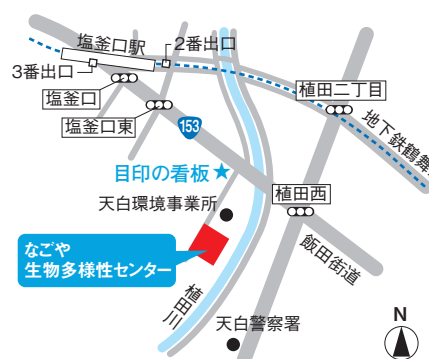 塩釜口駅
2番出口
3番出口
塩釜口
塩釜口東
植田二丁目
153
地下鉄鶴舞
目印の看板★
植田西
天白環境事業所
なごや
生物多様性センター
飯田街道
植田川
天白警察署
N